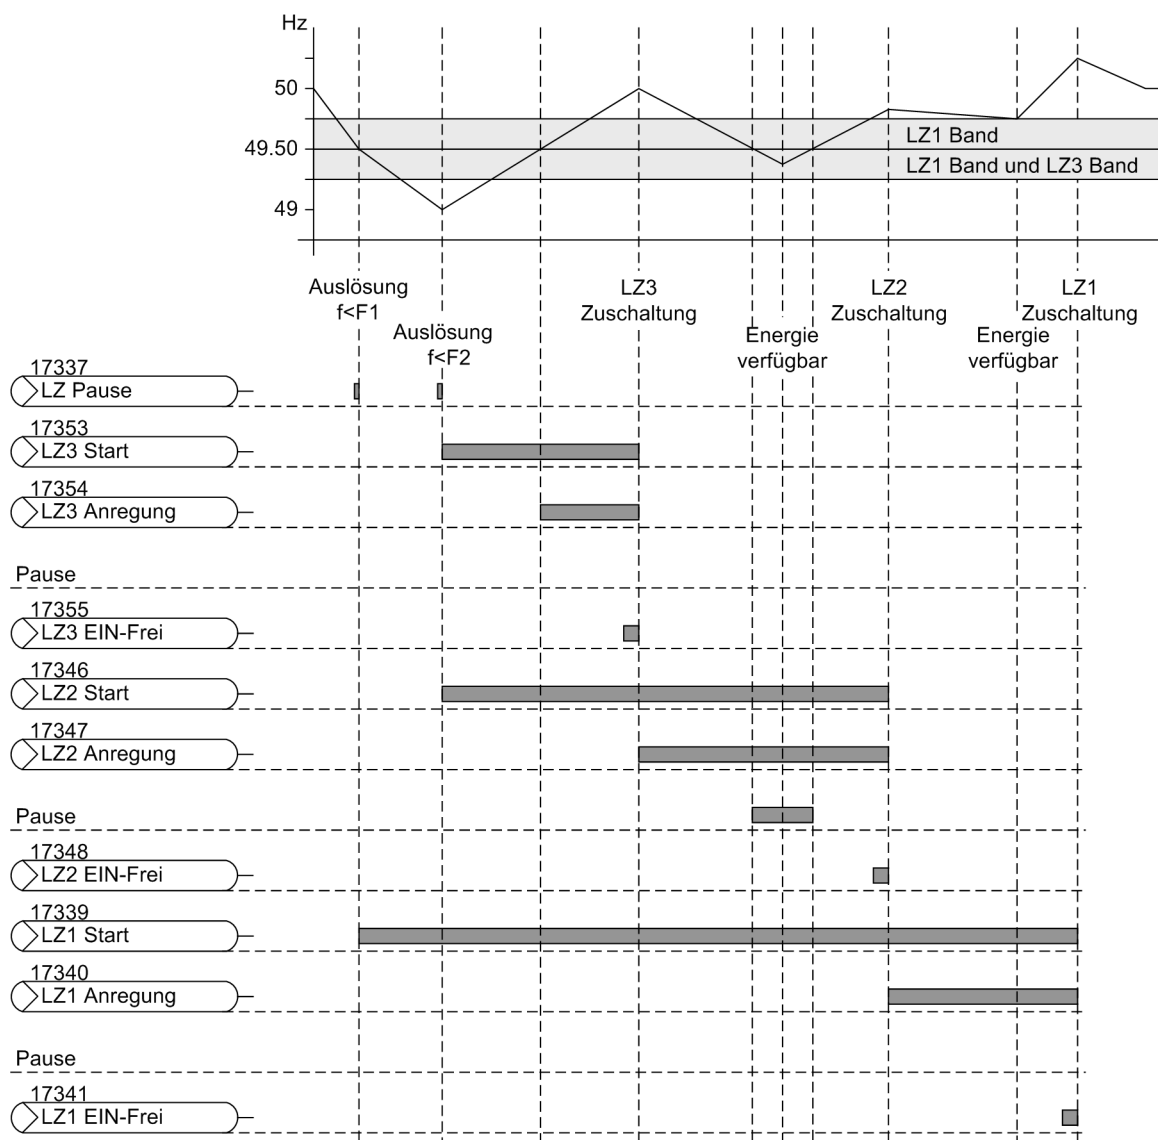 Hz
50
49.50
49
LZ1 Band
LZ1 Band und LZ3 Band
Auslösung
f<F1
Auslösung
f<F2
LZ3
Zuschaltung
Energie
verfügbar
LZ2
Zuschaltung
Energie
verfügbar
LZ1
Zuschaltung
17337
LZ Pause
17353
LZ3 Start
17354
LZ3 Anregung
Pause
17355
LZ3 EIN-Frei
17346
LZ2 Start
17347
LZ2 Anregung
Pause
17348
LZ2 EIN-Frei
17339
LZ1 Start
17340
LZ1 Anregung
Pause
17341
LZ1 EIN-Frei